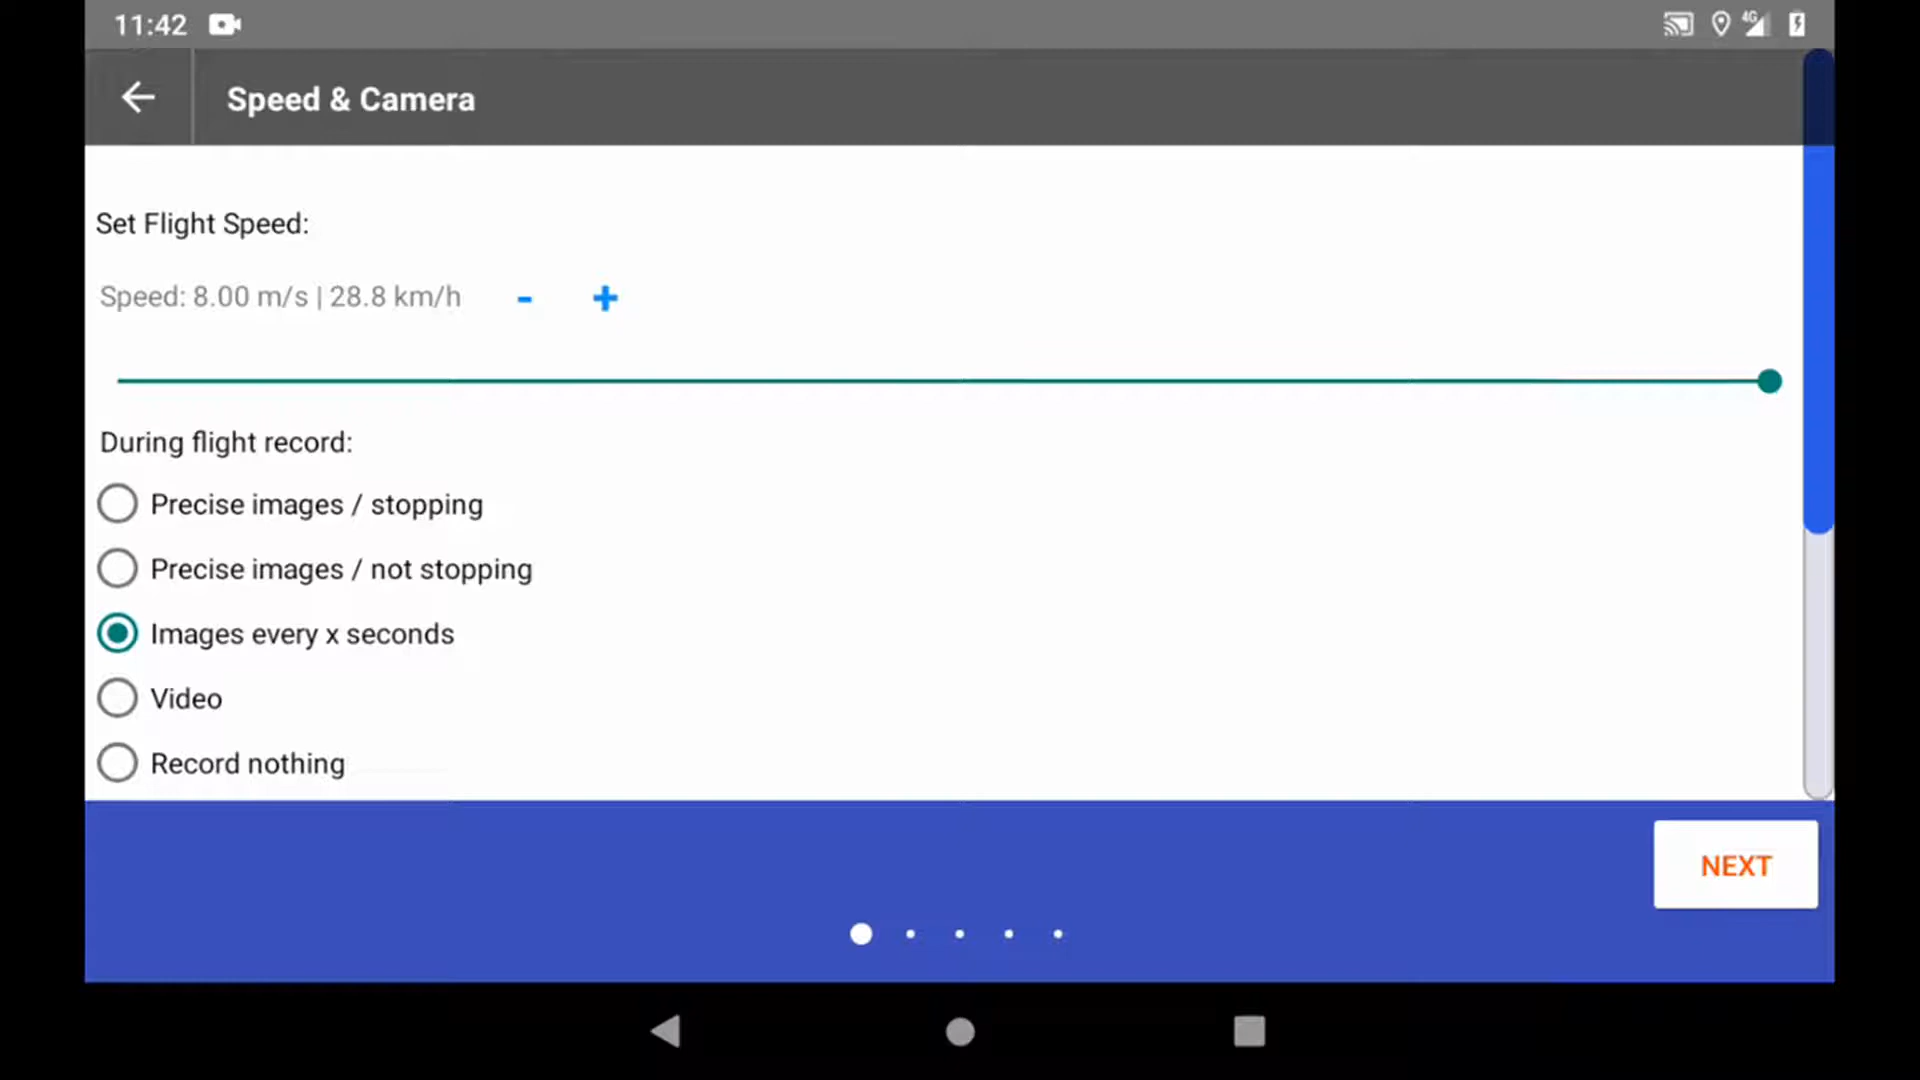 11:42
4G
Speed & Camera
Set Flight Speed:
Speed: 8.00 m/s | 28.8 km/h - +
During flight record:
Precise images / stopping
Precise images / not stopping
Images every x seconds
Video
Record nothing
NEXT